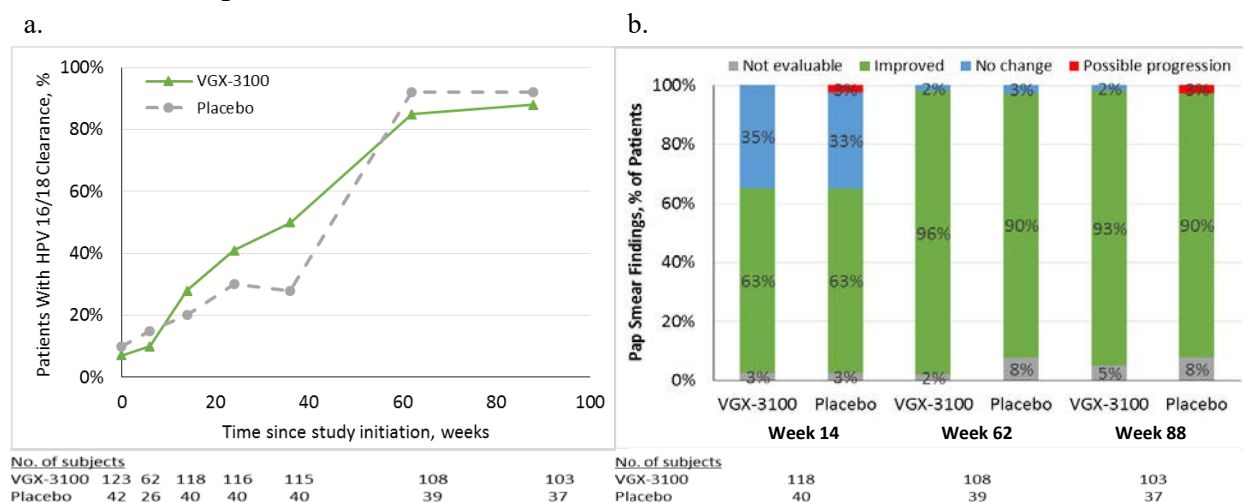 a.
b.
VGX-3100
Placebo
Patients With HPV 16/18 Clearance, %
100%
80%
60%
40%
20%
0%
0 20 40 60 80 100
Time since study initiation, weeks
No. of subjects
VGX-3100 123 62 118 116 115 108 103
Placebo 42 26 40 40 40 39 37
Not evaluable Improved No change Possible progression
Pap Smear Findings, % of Patients
100%
80%
60%
40%
20%
0%
3% 2% 3% 2% 3%
35% 33%
96% 90% 93% 90%
63% 63%
3% 3% 2% 8% 5% 8%
VGX-3100 Placebo VGX-3100 Placebo VGX-3100 Placebo
Week 14 Week 62 Week 88
No. of subjects
VGX-3100 118 108 103
Placebo 40 39 37